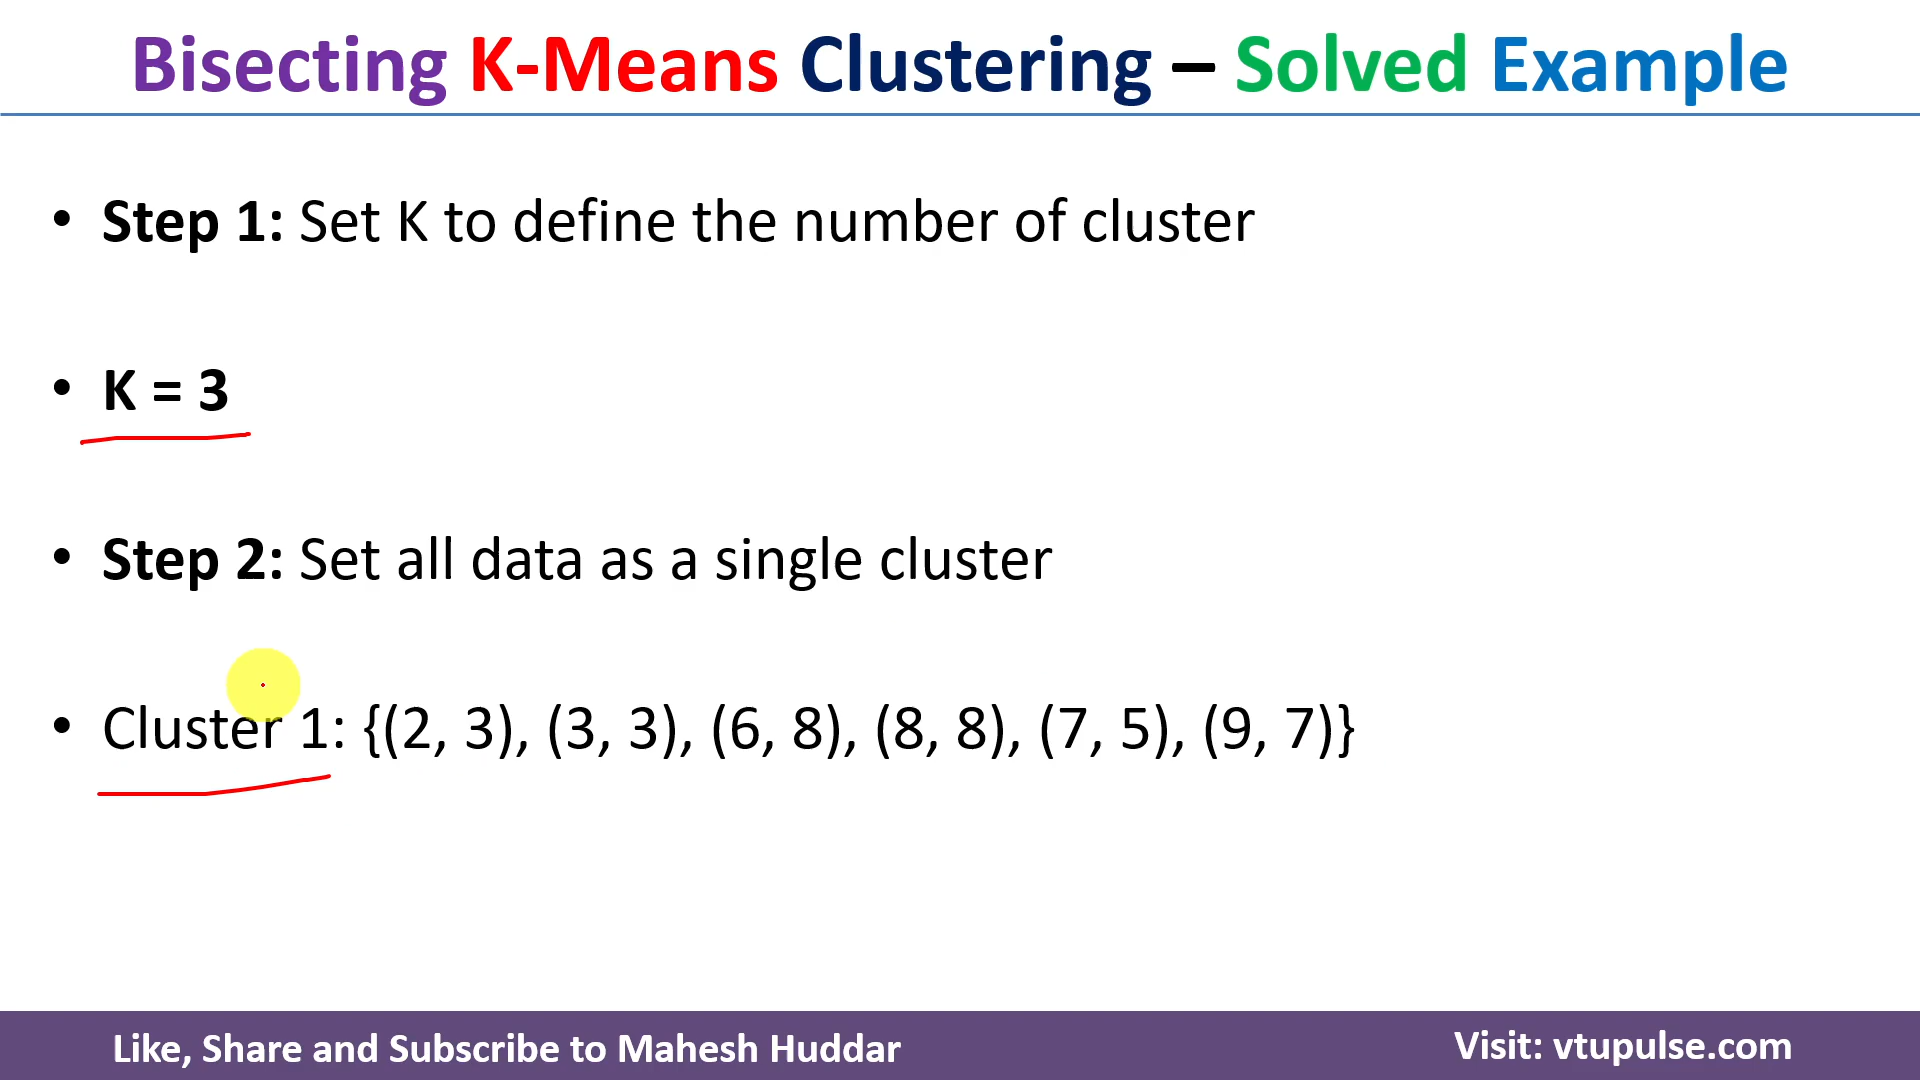 Bisecting K-Means Clustering – Solved Example
• Step 1: Set K to define the number of cluster
• K = 3
• Step 2: Set all data as a single cluster
• Cluster 1: {(2, 3), (3, 3), (6, 8), (8, 8), (7, 5), (9, 7)}
Like, Share and Subscribe to Mahesh Huddar
Visit: vtupulse.com